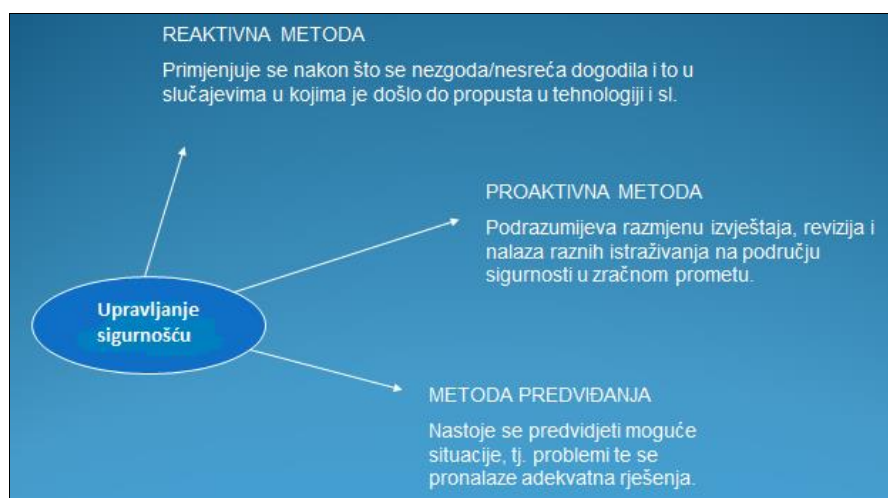 REAKTIVNA METODA
Primjenjuje se nakon što se nezgoda/nesreća dogodila i to u
slučajevima u kojima je došlo do propusta u tehnologiji i sl.
PROAKTIVNA METODA
Podrazumijeva razmjenu izvještaja, revizija i
nalaza raznih istraživanja na području
sigurnosti u zračnom prometu.
Upravljanje
sigurnošću
METODA PREDVIĐANJA
Nastoje se predvidjeti moguće
situacije, tj. problemi te se
pronalaze adekvatna rješenja.